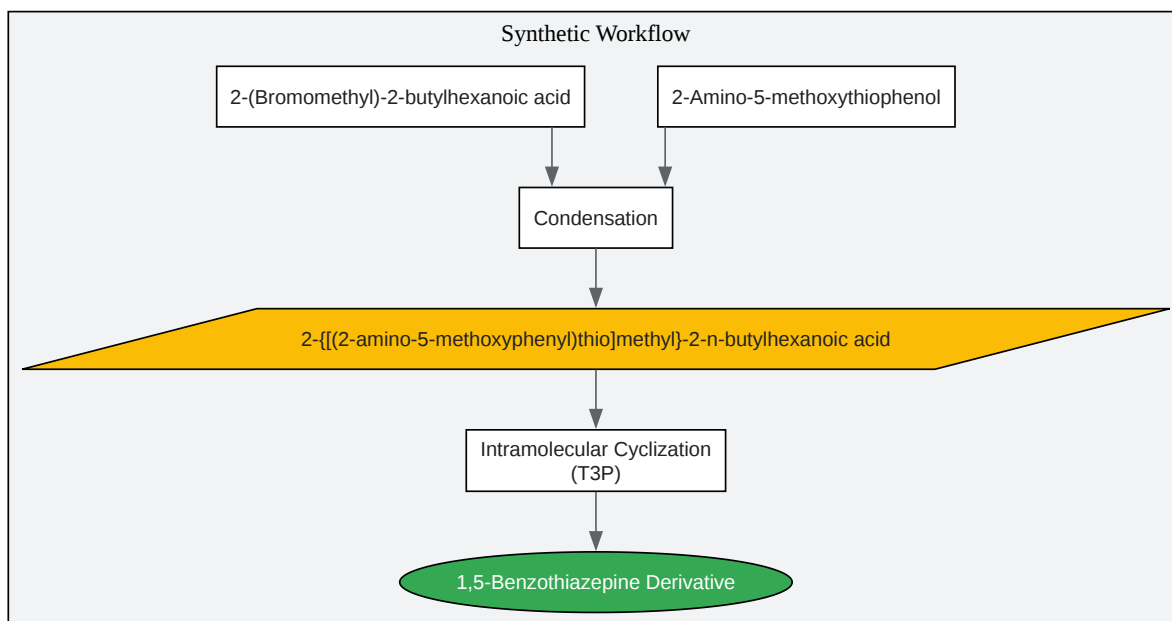 Synthetic Workflow
2-(Bromomethyl)-2-butylhexanoic acid
2-Amino-5-methoxythiophenol
Condensation
2-{[(2-amino-5-methoxyphenyl)thio]methyl}-2-n-butylhexanoic acid
Intramolecular Cyclization
(T3P)
1,5-Benzothiazepine Derivative